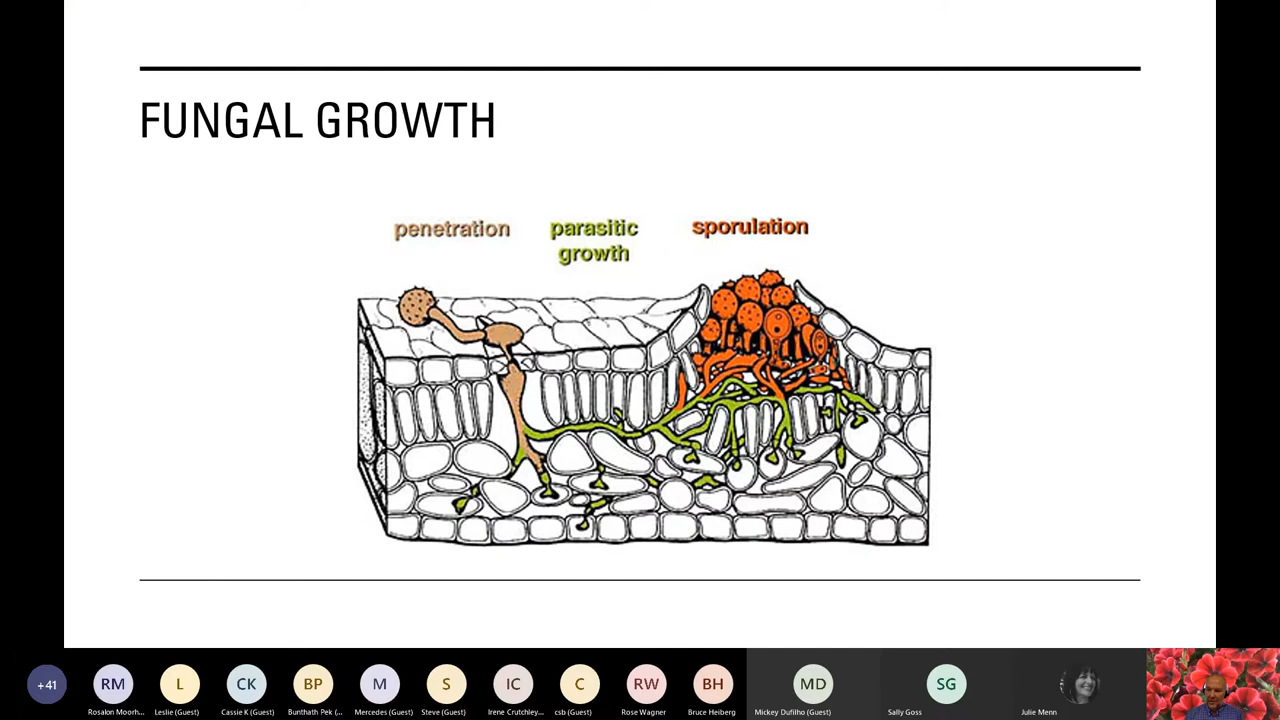 FUNGAL GROWTH
penetration
parasitic
growth
sporulation
+41
RM
L
CK
BP
M
S
IC
C
RW
BH
MD
SG
Rosalon Moorh...
Leslie (Guest)
Cassie K (Guest)
Bunthath Pek (...
Mercedes (Guest)
Steve (Guest)
Irene Crutchley...
csb (Guest)
Rose Wagner
Bruce Heiberg
Mickey Dufilho (Guest)
Sally Goss
Julie Menn